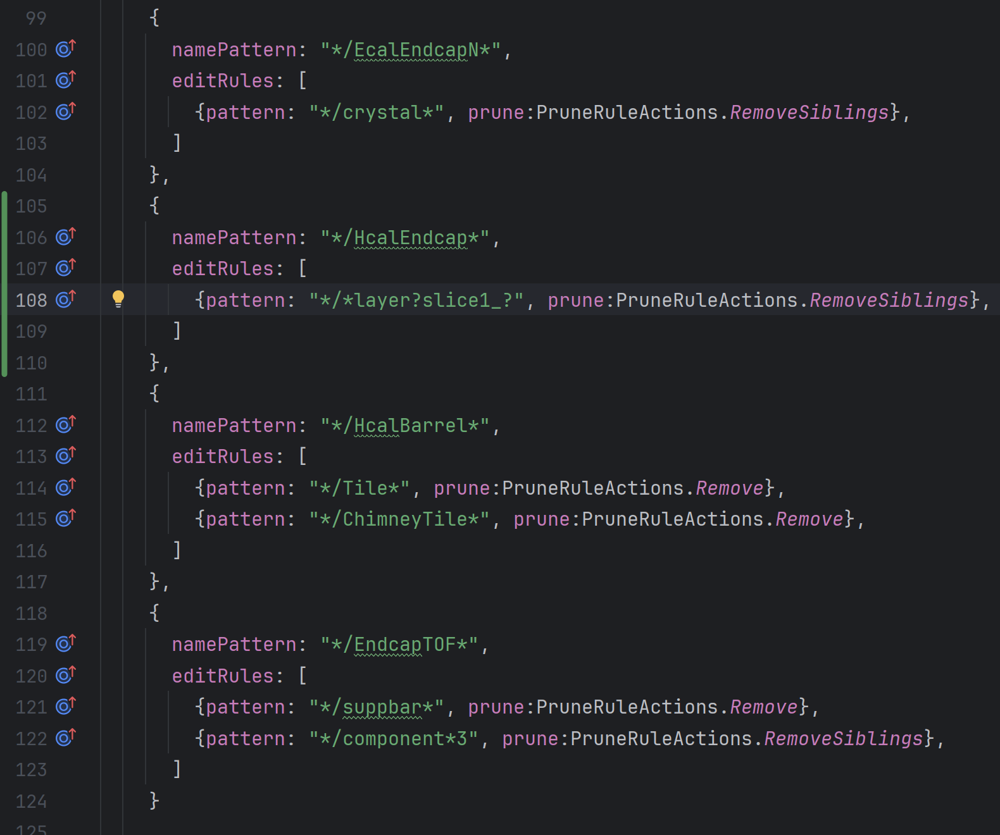 99 {
100 namePattern: "*/EcalEndcapN*",
101 editRules: [
102 {pattern: "*/crystal*", prune:PruneRuleActions.RemoveSiblings},
103 ]
104 },
105 {
106 namePattern: "*/HcalEndcap*",
107 editRules: [
108 {pattern: "*/*layer?slice1_?", prune:PruneRuleActions.RemoveSiblings},
109 ]
110 },
111 {
112 namePattern: "*/HcalBarrel*",
113 editRules: [
114 {pattern: "*/Tile*", prune:PruneRuleActions.Remove},
115 {pattern: "*/ChimneyTile*", prune:PruneRuleActions.Remove},
116 ]
117 },
118 {
119 namePattern: "*/EndcapTOF*",
120 editRules: [
121 {pattern: "*/suppbar*", prune:PruneRuleActions.Remove},
122 {pattern: "*/component*3", prune:PruneRuleActions.RemoveSiblings},
123 ]
124 }
125